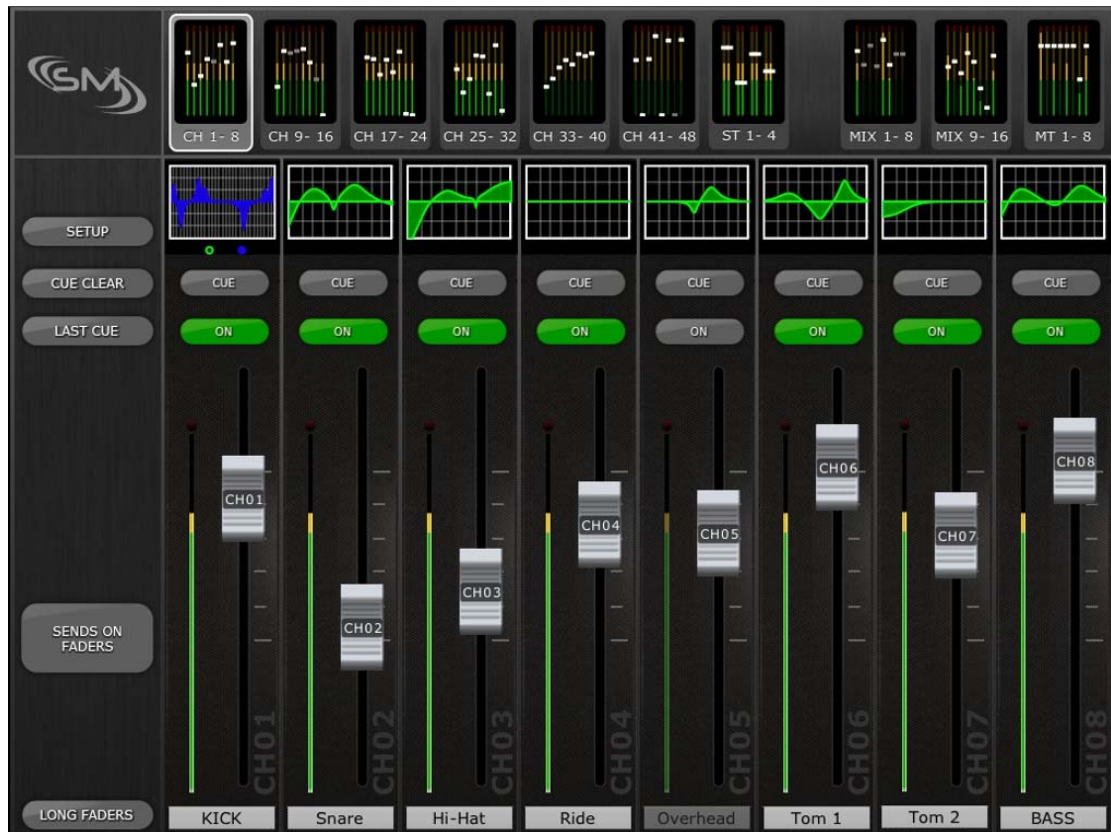 SM
CH 1- 8 CH 9- 16 CH 17- 24 CH 25- 32 CH 33- 40 CH 41- 48 ST 1- 4 MIX 1- 8 MIX 9- 16 MT 1- 8
SETUP
CUE CLEAR CUE CUE CUE CUE CUE CUE CUE CUE
LAST CUE ON ON ON ON ON ON ON ON
CH01 CH02 CH03 CH04 CH05 CH06 CH07 CH08
SENDS ON
FADERS
CH01 CH02 CH03 CH04 CH05 CH06 CH07 CH08
LONG FADERS KICK Snare Hi-Hat Ride Overhead Tom 1 Tom 2 BASS